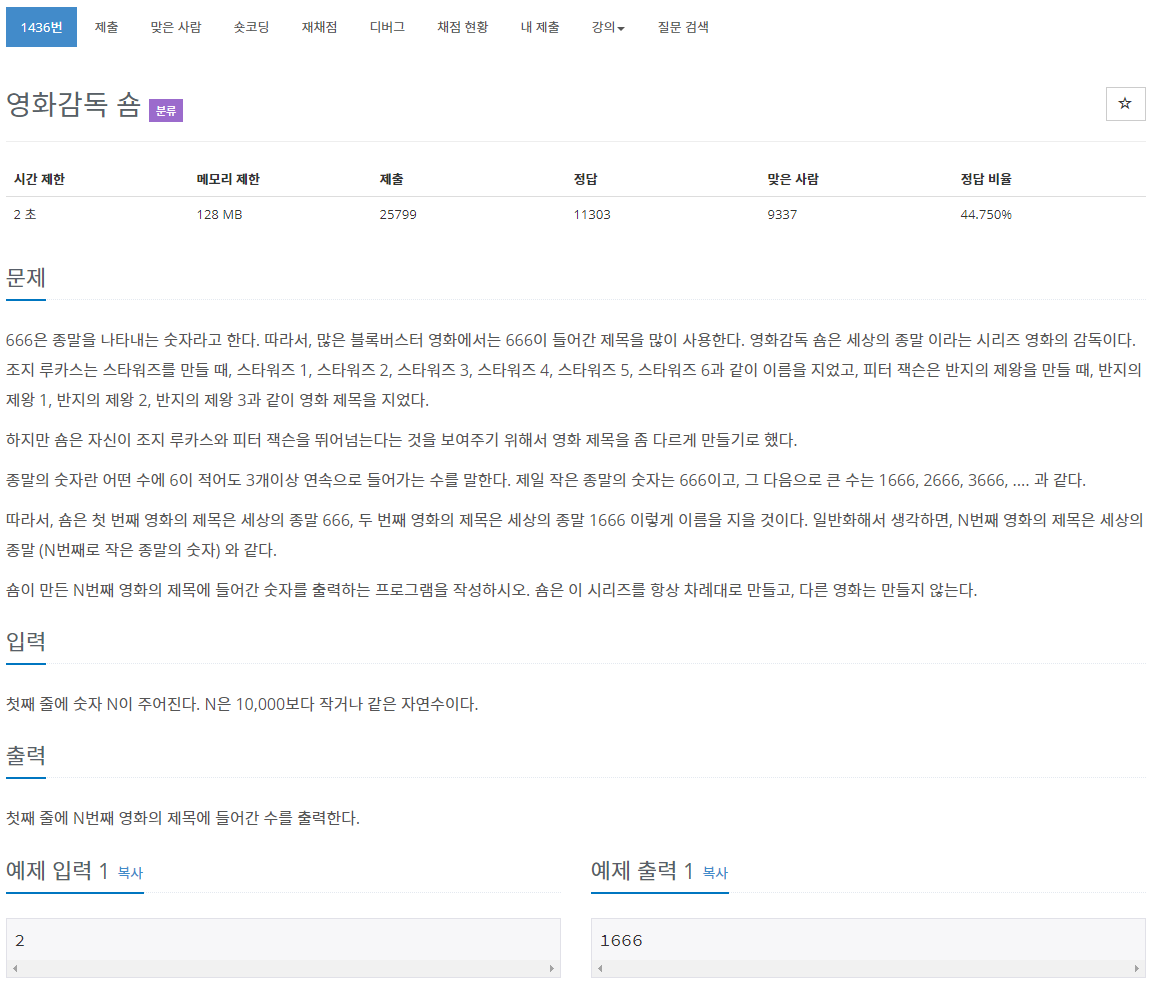 1436번 제출 맞은 사람 숏코딩 재채점 디버그 채점 현황 내 제출 강의 질문 검색
영화감독 숌 분류
시간 제한 메모리 제한 제출 정답 맞은 사람 정답 비율
2 초 128 MB 25799 11303 9337 44.750%
문제
666은 종말을 나타내는 숫자라고 한다. 따라서, 많은 블록버스터 영화에서는 666이 들어간 제목을 많이 사용한다. 영화감독 숌은 세상의 종말 이라는 시리즈 영화의 감독이다.
조지 루카스는 스타워즈를 만들 때, 스타워즈 1, 스타워즈 2, 스타워즈 3, 스타워즈 4, 스타워즈 5, 스타워즈 6과 같이 이름을 지었고, 피터 잭슨은 반지의 제왕을 만들 때, 반지의
제왕 1, 반지의 제왕 2, 반지의 제왕 3과 같이 영화 제목을 지었다.
하지만 숌은 자신이 조지 루카스와 피터 잭슨을 뛰어넘는다는 것을 보여주기 위해서 영화 제목을 좀 다르게 만들기로 했다.
종말의 숫자란 어떤 수에 6이 적어도 3개이상 연속으로 들어가는 수를 말한다. 제일 작은 종말의 숫자는 666이고, 그 다음으로 큰 수는 1666, 2666, 3666, .... 과 같다.
따라서, 숌은 첫 번째 영화의 제목은 세상의 종말 666, 두 번째 영화의 제목은 세상의 종말 1666 이렇게 이름을 지을 것이다. 일반화해서 생각하면, N번째 영화의 제목은 세상의
종말 (N번째로 작은 종말의 숫자) 와 같다.
숌이 만든 N번째 영화의 제목에 들어간 숫자를 출력하는 프로그램을 작성하시오. 숌은 이 시리즈를 항상 차례대로 만들고, 다른 영화는 만들지 않는다.
입력
첫째 줄에 숫자 N이 주어진다. N은 10,000보다 작거나 같은 자연수이다.
출력
첫째 줄에 N번째 영화의 제목에 들어간 수를 출력한다.
예제 입력 1 복사 예제 출력 1 복사
2 1666